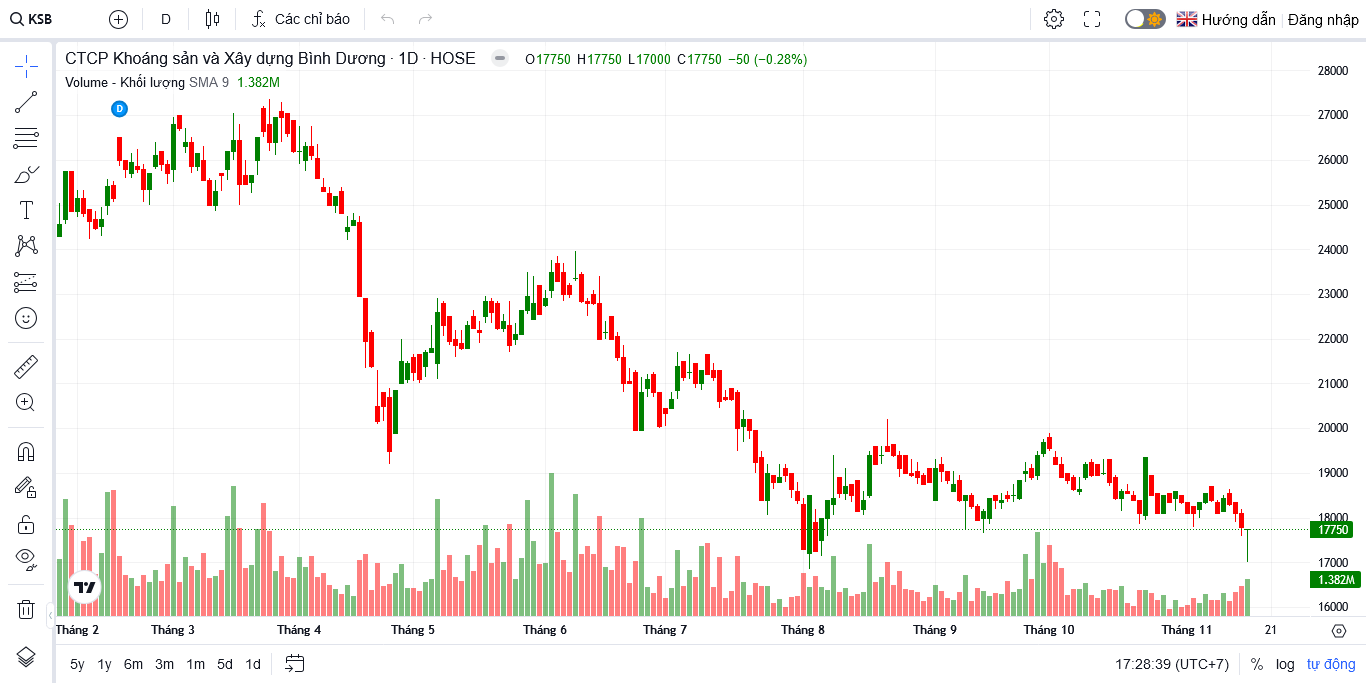 KSB D Các chỉ báo Hướng dẫn Đăng nhập
CTCP Khoáng sản và Xây dựng Bình Dương · 1D · HOSE O17750 H17750 L17000 C17750 −50 (−0.28%)
Volume - Khối lượng SMA 9 1.382M
D
28000
27000
26000
25000
24000
23000
22000
21000
20000
19000
18000
17750
17000
1.382M
16000
Tháng 2 Tháng 3 Tháng 4 Tháng 5 Tháng 6 Tháng 7 Tháng 8 Tháng 9 Tháng 10 Tháng 11 21
5y 1y 6m 3m 1m 5d 1d 17:28:39 (UTC+7) % log tự động